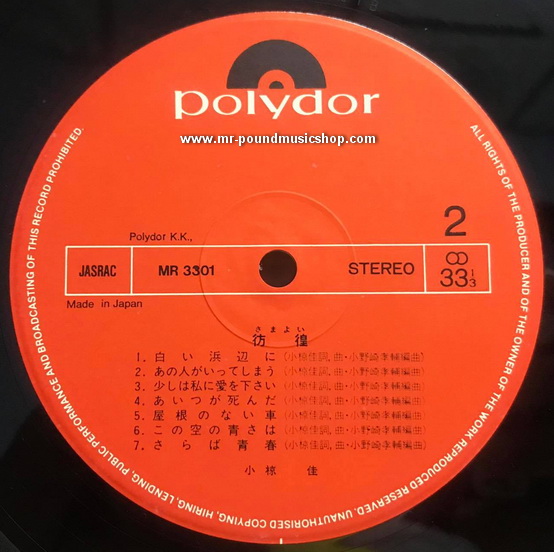 polydor
www.mr-poundmusicshop.com
ALL RIGHTS OF THE PRODUCER AND OF THE OWNER OF THE WORK REPRODUCED RESERVED. UNAUTHORISED COPYING, HIRING, LENDING, PUBLIC PERFORMANCE AND BROADCASTING OF THIS RECORD PROHIBITED.
2
Polydor K.K.,
JASRAC MR 3301 STEREO 33 1/3
Made in Japan
さまよい
彷徨
1. 白い浜辺に (小椋佳詞,曲・小野崎孝輔編曲)
2. あの人がいってしまう (小椋佳詞,曲・小野崎孝輔編曲)
3. 少しは私に愛を下さい (小椋佳詞,曲・小野崎孝輔編曲)
4. あいつが死んだ (小椋佳詞,曲・小野崎孝輔編曲)
5. 屋根のない車 (小椋佳詞,曲・小野崎孝輔編曲)
6. この空の青さは (小椋佳詞,曲・小野崎孝輔編曲)
7. さらば青春 (小椋佳詞,曲・小野崎孝輔編曲)
小椋佳